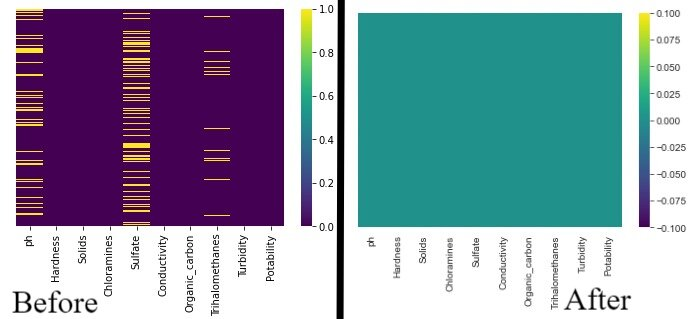 1.0
0.8
0.6
0.4
0.2
0.0
ph
Hardness
Solids
Chloramines
Sulfate
Conductivity
Organic_carbon
Trihalomethanes
Turbidity
Potability
Before
0.100
0.075
0.050
0.025
0.000
−0.025
−0.050
−0.075
−0.100
ph
Hardness
Solids
Chloramines
Sulfate
Conductivity
Organic_carbon
Trihalomethanes
Turbidity
Potability
After